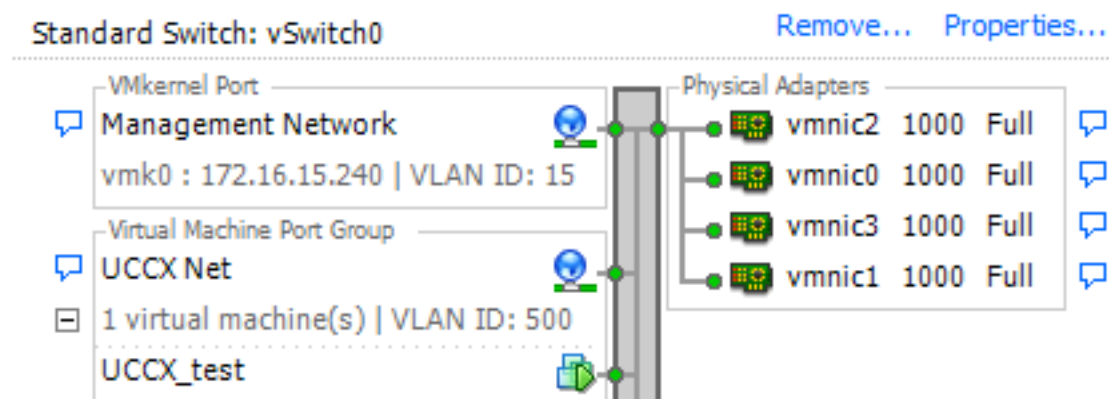 Standard Switch: vSwitch0 Remove... Properties...
VMkernel Port
Management Network
vmk0 : 172.16.15.240 | VLAN ID: 15
Virtual Machine Port Group
UCCX Net
1 virtual machine(s) | VLAN ID: 500
UCCX_test
Physical Adapters
vmnic2 1000 Full
vmnic0 1000 Full
vmnic3 1000 Full
vmnic1 1000 Full